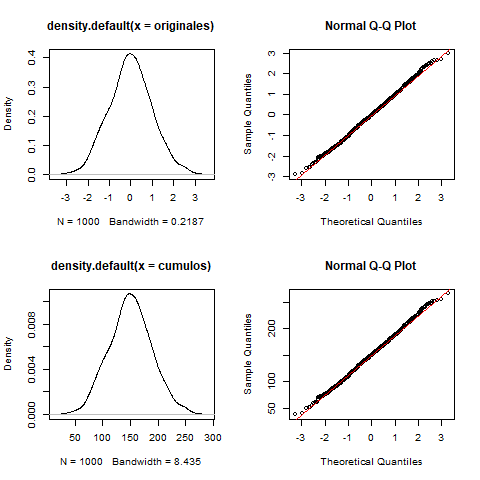 density.default(x = originales)
Density
0.0 0.1 0.2 0.3 0.4
-3 -2 -1 0 1 2 3
N = 1000 Bandwidth = 0.2187
Normal Q-Q Plot
Sample Quantiles
-3 -2 -1 0 1 2 3
-3 -2 -1 0 1 2 3
Theoretical Quantiles
density.default(x = cumulos)
Density
0.000 0.004 0.008
50 100 150 200 250 300
N = 1000 Bandwidth = 8.435
Normal Q-Q Plot
Sample Quantiles
50 100 200
-3 -2 -1 0 1 2 3
Theoretical Quantiles